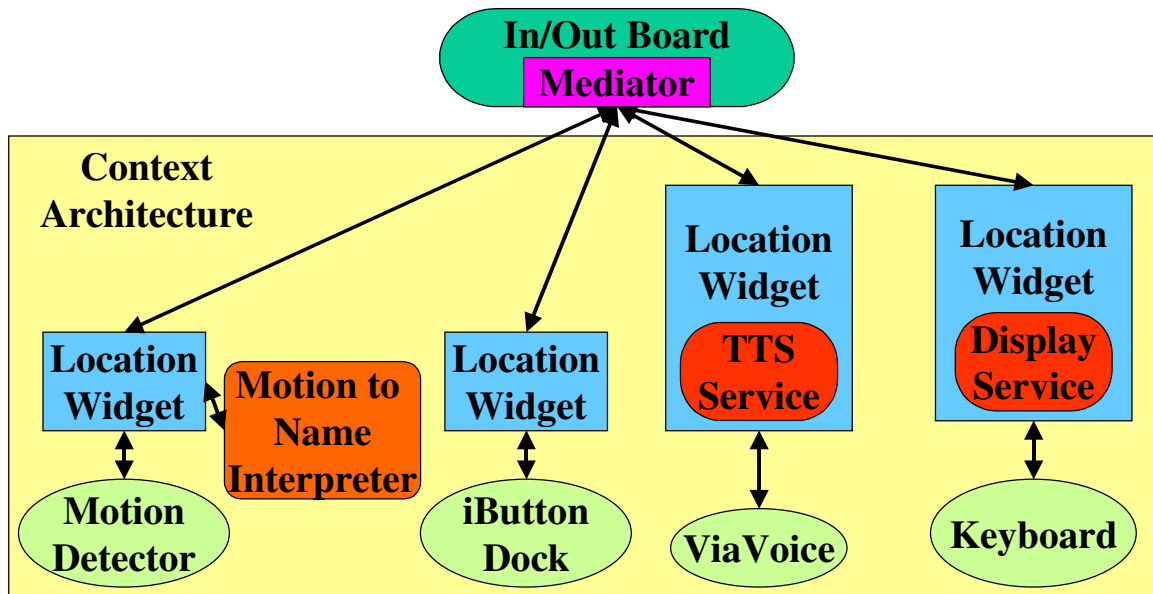 In/Out Board
Mediator
Context
Architecture
Location
Widget
Motion to
Name
Interpreter
Motion
Detector
Location
Widget
iButton
Dock
Location
Widget
TTS
Service
ViaVoice
Location
Widget
Display
Service
Keyboard